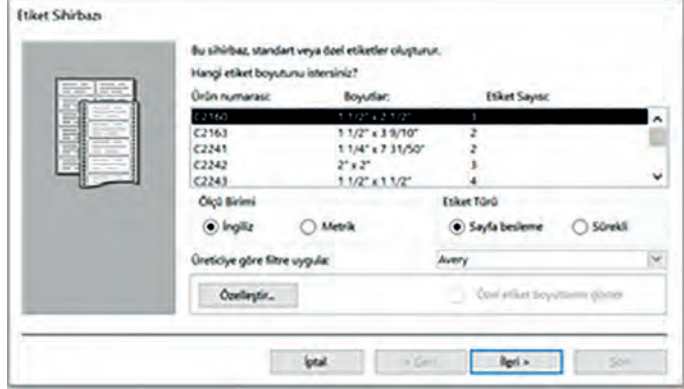 Etiket Sihirbazı
Bu sihirbaz, standart veya özel etiketler oluşturur.
Hangi etiket boyutunu istersiniz?
Ürün numarası: Boyutlar: Etiket Sayısı:
C2160 1 1/2" x 2 1/2" 3
C2163 1 1/2" x 3 9/10" 2
C2241 1 1/4" x 7 31/50" 2
C2242 2" x 2" 3
C2243 1 1/2" x 1 1/2" 4
Ölçü Birimi Etiket Türü
İngiliz Metrik Sayfa besleme Sürekli
Üreticiye göre filtre uygula: Avery
Özelleştir... Özel etiket boyutlarını göster
İptal < Geri İleri > Son